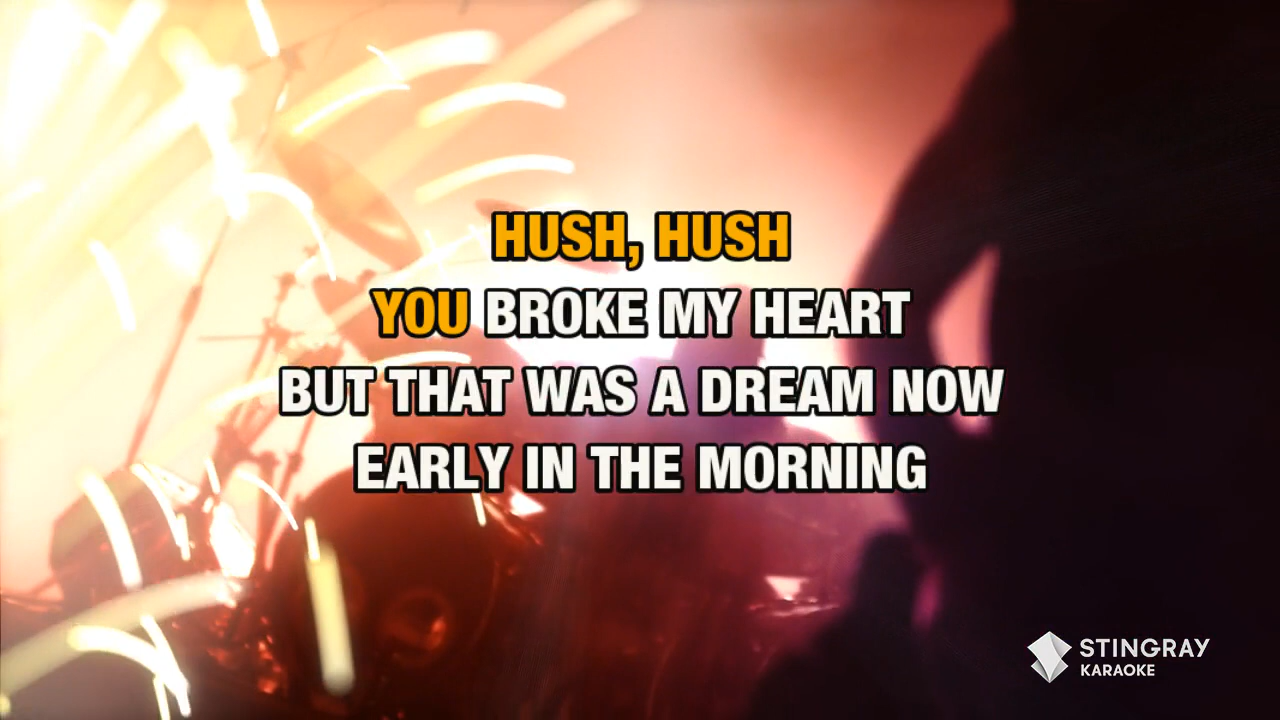 HUSH, HUSH
YOU BROKE MY HEART
BUT THAT WAS A DREAM NOW
EARLY IN THE MORNING
STINGRAY
KARAOKE